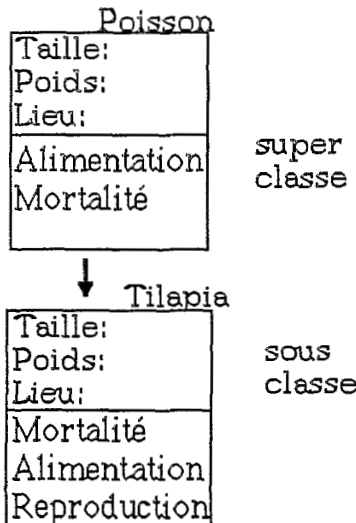 Poisson
Taille:
Poids:
Lieu:
Alimentation
Mortalité
super
classe
Tilapia
Taille:
Poids:
Lieu:
Mortalité
Alimentation
Reproduction
sous
classe